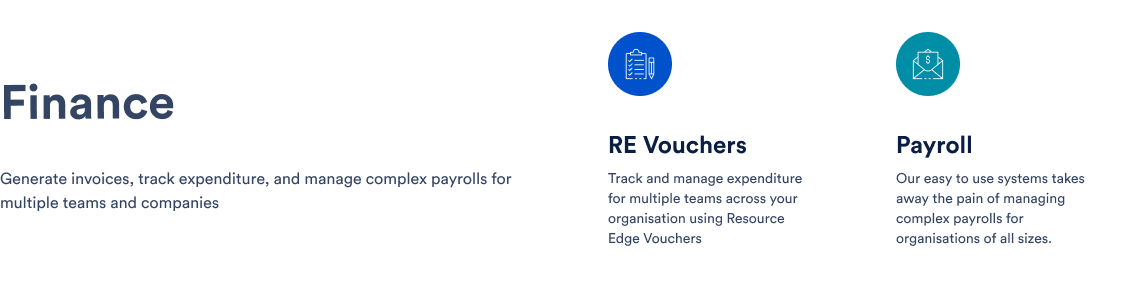 Finance
Generate invoices, track expenditure, and manage complex payrolls for
multiple teams and companies
RE Vouchers
Track and manage expenditure
for multiple teams across your
organisation using Resource
Edge Vouchers
$
Payroll
Our easy to use systems takes
away the pain of managing
complex payrolls for
organisations of all sizes.